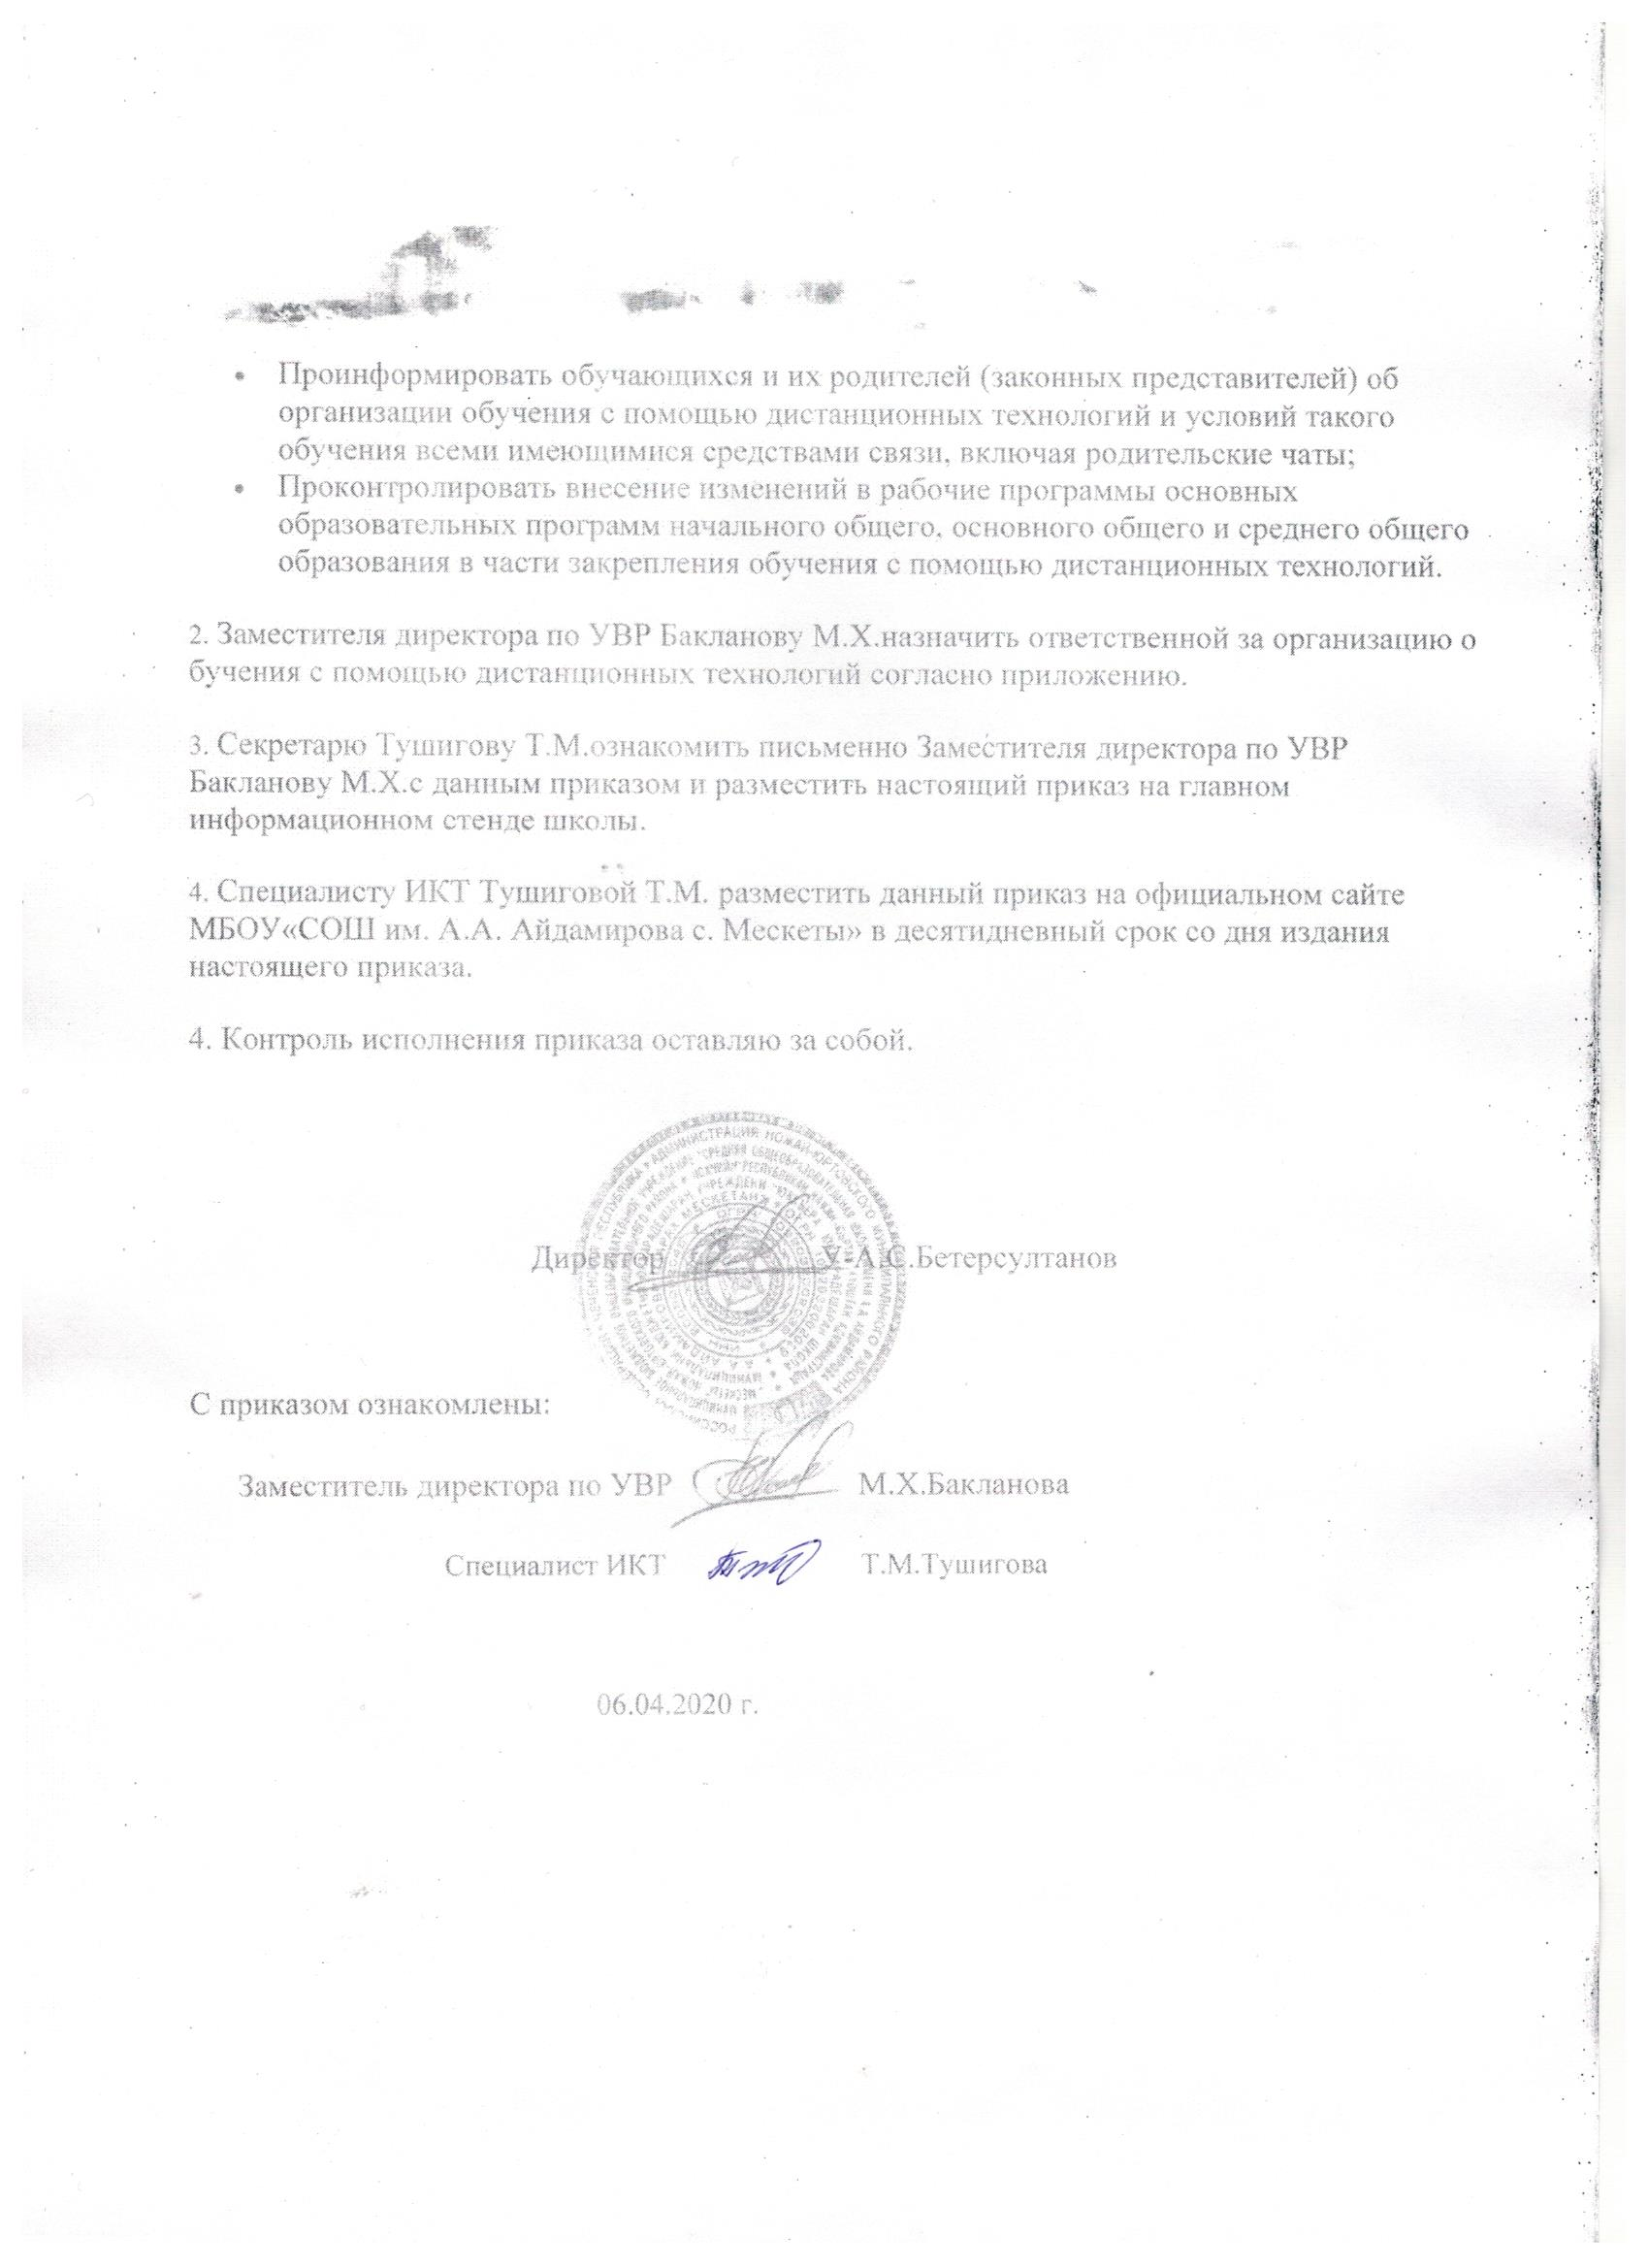 • Проинформировать обучающихся и их родителей (законных представителей) об
организации обучения с помощью дистанционных технологий и условий такого
обучения всеми имеющимися средствами связи, включая родительские чаты;
• Проконтролировать внесение изменений в рабочие программы основных
образовательных программ начального общего, основного общего и среднего общего
образования в части закрепления обучения с помощью дистанционных технологий.
2. Заместителя директора по УВР Бакланову М.Х.назначить ответственной за организацию о
бучения с помощью дистанционных технологий согласно приложению.
3. Секретарю Тушигову Т.М.ознакомить письменно Заместителя директора по УВР
Бакланову М.Х.с данным приказом и разместить настоящий приказ на главном
информационном стенде школы.
4. Специалисту ИКТ Тушиговой Т.М. разместить данный приказ на официальном сайте
МБОУ«СОШ им. А.А. Айдамирова с. Мескеты» в десятидневный срок со дня издания
настоящего приказа.
4. Контроль исполнения приказа оставляю за собой.
АДМИНИСТРАЦИЯ НОЖАЙ-ЮРТОВСКОГО МУНИЦИПАЛЬНОГО РАЙОНА
Директор У-А.С.Бетерсултанов
С приказом ознакомлены:
Заместитель директора по УВР М.Х.Бакланова
Специалист ИКТ Т.М.Тушигова
06.04.2020 г.